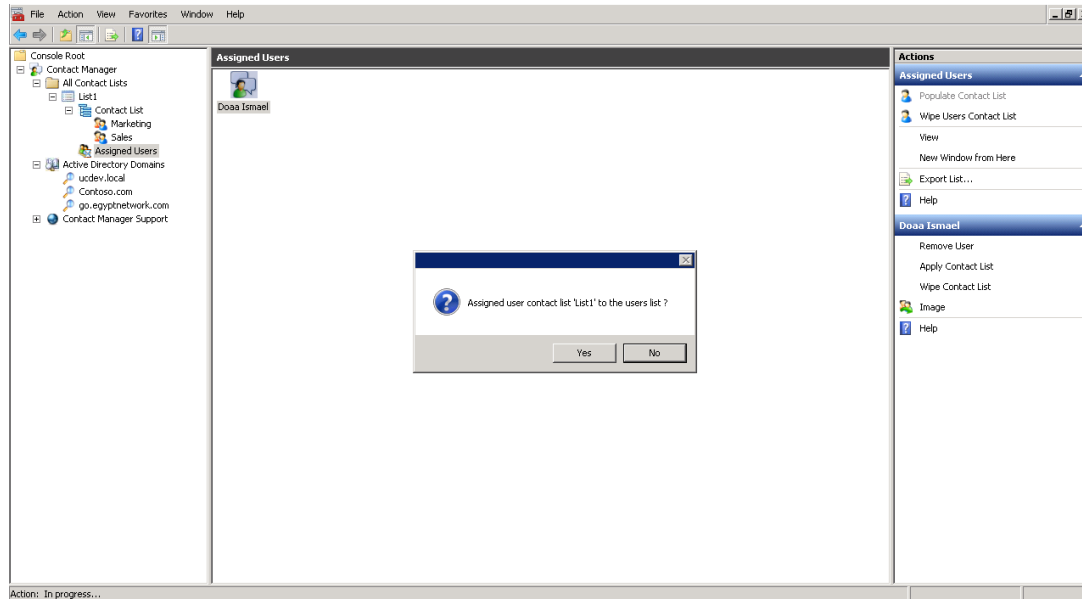 File Action View Favorites Window Help
Console Root
Contact Manager
All Contact Lists
List1
Contact List
Marketing
Sales
Assigned Users
Active Directory Domains
ucdev.local
Contoso.com
go.egyptnetwork.com
Contact Manager Support
Assigned Users
Doaa Ismael
Assigned user contact list 'List1' to the users list ?
Yes No
Actions
Assigned Users
Populate Contact List
Wipe Users Contact List
View
New Window from Here
Export List...
Help
Doaa Ismael
Remove User
Apply Contact List
Wipe Contact List
Image
Help
Action: In progress...